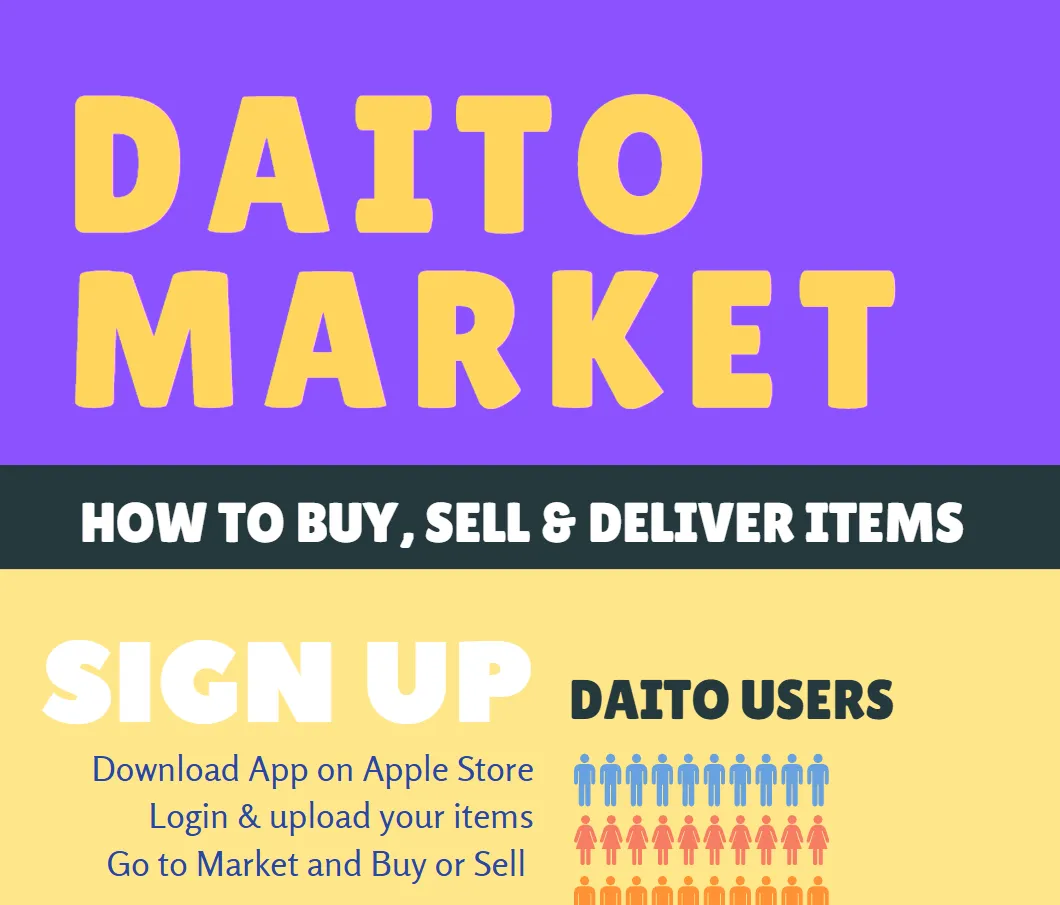 DAITO
MARKET
HOW TO BUY, SELL & DELIVER ITEMS
SIGN UP
Download App on Apple Store
Login & upload your items
Go to Market and Buy or Sell
DAITO USERS